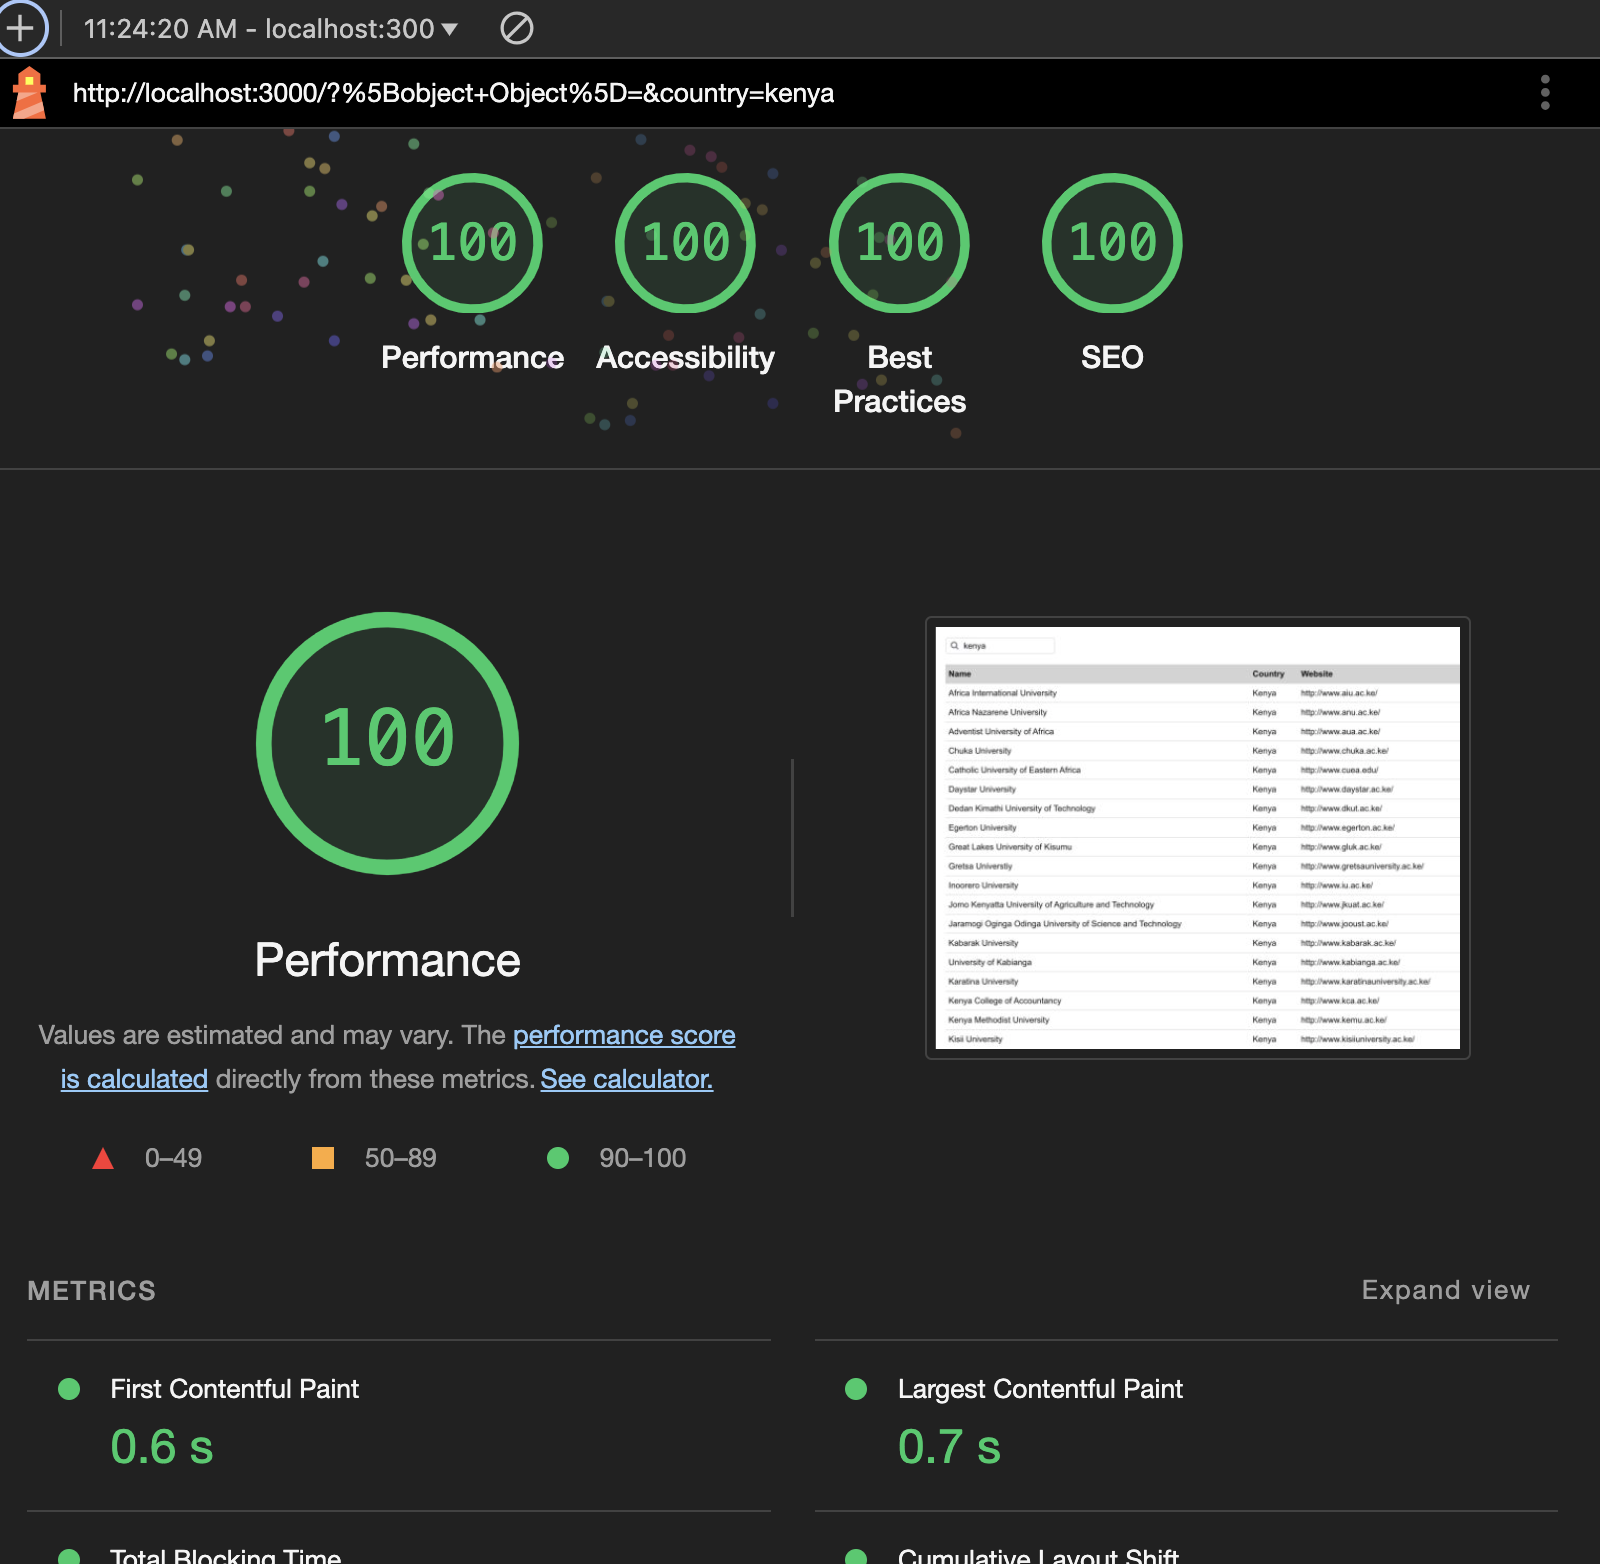 11:24:20 AM - localhost:300
http://localhost:3000/?%5Bobject+Object%5D=&country=kenya
100 100 100 100
Performance Accessibility Best Practices SEO
100
Performance
Values are estimated and may vary. The performance score
is calculated directly from these metrics. See calculator.
0–49 50–89 90–100
kenya
Name Country Website
Africa International University Kenya http://www.aiu.ac.ke/
Africa Nazarene University Kenya http://www.anu.ac.ke/
Adventist University of Africa Kenya http://www.aua.ac.ke/
Chuka University Kenya http://www.chuka.ac.ke/
Catholic University of Eastern Africa Kenya http://www.cuea.edu/
Daystar University Kenya http://www.daystar.ac.ke/
Dedan Kimathi University of Technology Kenya http://www.dkut.ac.ke/
Egerton University Kenya http://www.egerton.ac.ke/
Great Lakes University of Kisumu Kenya http://www.gluk.ac.ke/
Gretsa Universtiy Kenya http://www.gretsauniversity.ac.ke/
Inoorero University Kenya http://www.iu.ac.ke/
Jomo Kenyatta University of Agriculture and Technology Kenya http://www.jkuat.ac.ke/
Jaramogi Oginga Odinga University of Science and Technology Kenya http://www.jooust.ac.ke/
Kabarak University Kenya http://www.kabarak.ac.ke/
University of Kabianga Kenya http://www.kabianga.ac.ke/
Karatina University Kenya http://www.karatinauniversity.ac.ke/
Kenya College of Accountancy Kenya http://www.kca.ac.ke/
Kenya Methodist University Kenya http://www.kemu.ac.ke/
Kisii University Kenya http://www.kisiiuniversity.ac.ke/
METRICS Expand view
First Contentful Paint
0.6 s
Largest Contentful Paint
0.7 s
Total Blocking Time
Cumulative Layout Shift